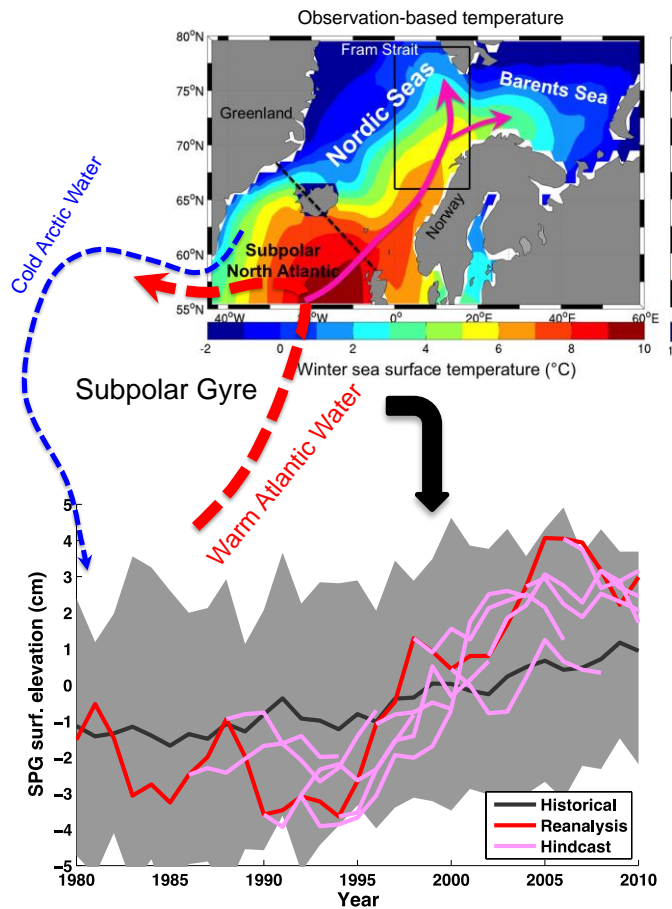 Observation-based temperature
80°N
75°N
70°N
65°N
60°N
55°N
Fram Strait
Greenland
Nordic Seas
Barents Sea
Norway
Subpolar
North Atlantic
40°W
°W
0°
20°E
40°E
60°E
-2
0
2
4
6
8
10
Winter sea surface temperature (°C)
Cold Arctic Water
Subpolar Gyre
Warm Atlantic Water
SPG surf. elevation (cm)
5
4
3
2
1
0
−1
−2
−3
−4
−5
Historical
Reanalysis
Hindcast
1980
1985
1990
1995
2000
2005
2010
Year